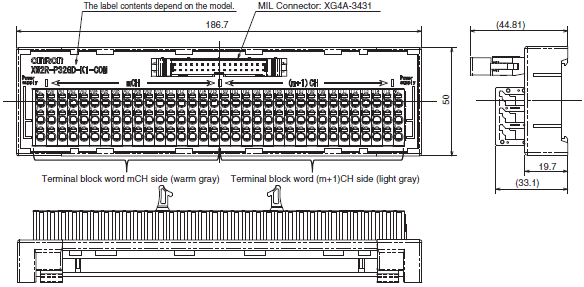 The label contents depend on the model.
MIL Connector: XG4A-3431
(44.81)
186.7
OMRON
XW2R-P32GD-K1-CON
Power supply
mCH
(m+1)CH
Power supply
50
19.7
(33.1)
Terminal block word mCH side (warm gray)
Terminal block word (m+1)CH side (light gray)